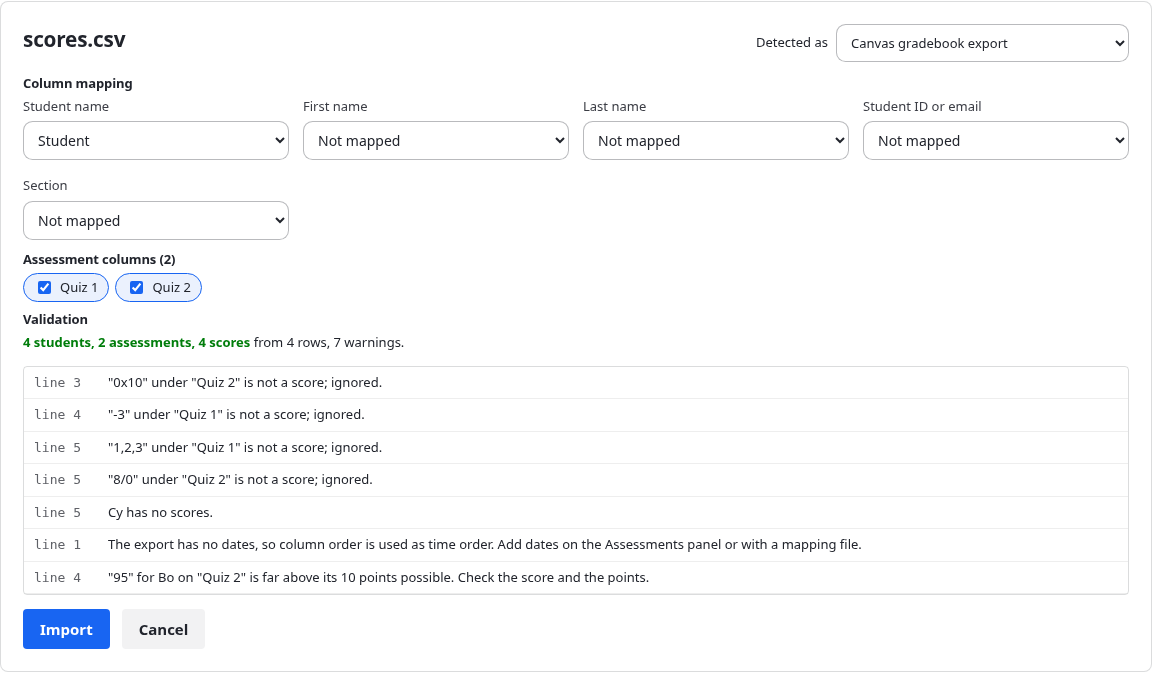 scores.csv
Detected as Canvas gradebook export
Column mapping
Student name First name Last name Student ID or email
Student Not mapped Not mapped Not mapped
Section
Not mapped
Assessment columns (2)
Quiz 1 Quiz 2
Validation
4 students, 2 assessments, 4 scores from 4 rows, 7 warnings.
line 3 "0x10" under "Quiz 2" is not a score; ignored.
line 4 "-3" under "Quiz 1" is not a score; ignored.
line 5 "1,2,3" under "Quiz 1" is not a score; ignored.
line 5 "8/0" under "Quiz 2" is not a score; ignored.
line 5 Cy has no scores.
line 1 The export has no dates, so column order is used as time order. Add dates on the Assessments panel or with a mapping file.
line 4 "95" for Bo on "Quiz 2" is far above its 10 points possible. Check the score and the points.
Import Cancel